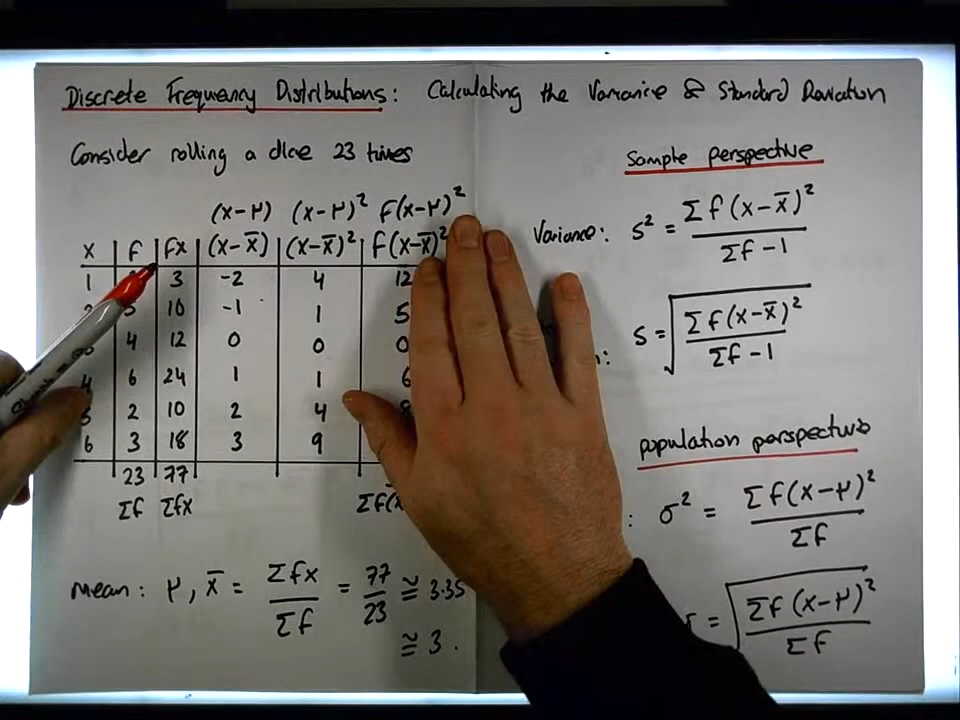 Discrete Frequency Distributions: Calculating the Variance & Standard Deviation
Consider rolling a dice 23 times
(x-μ) (x-μ)² F(x-μ)²
x F Fx (x-x̄) (x-x̄)² F(x-x̄)²
1 3 -2 4 12
5 10 -1 1 5
4 12 0 0 0
4 6 24 1 1 6
2 10 2 4 8
6 3 18 3 9
23 77
Σf Σfx Σf(x
Mean: μ, x̄ = Σfx / Σf = 77 / 23 ≅ 3.35
≅ 3.
Sample perspective
Variance: s² = Σf(x-x̄)² / Σf-1
n: s = √ Σf(x-x̄)² / Σf-1
population perspective
: σ² = Σf(x-μ)² / Σf
σ = √ Σf(x-μ)² / Σf